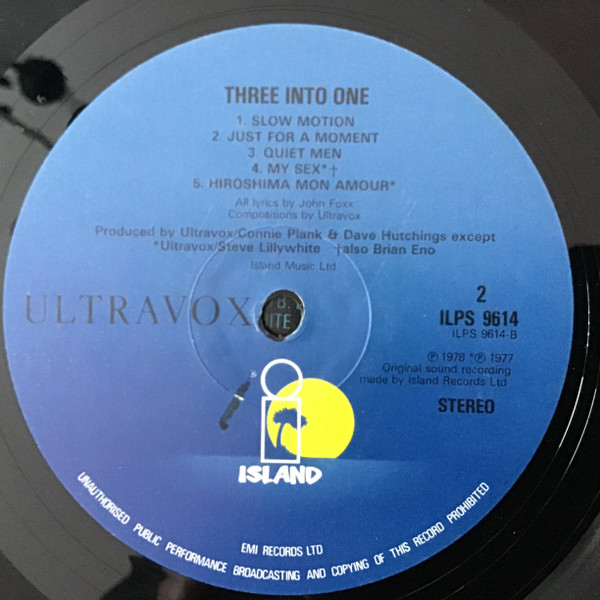 THREE INTO ONE
1. SLOW MOTION
2. JUST FOR A MOMENT
3. QUIET MEN
4. MY SEX*†
5. HIROSHIMA MON AMOUR*
All lyrics by John Foxx
Compositions by Ultravox
Produced by Ultravox/Connie Plank & Dave Hutchings except
*Ultravox/Steve Lillywhite †also Brian Eno
Island Music Ltd
ULTRAVOX
2
ILPS 9614
ILPS 9614-B
Ⓟ 1978 *Ⓟ 1977
Original sound recording
made by Island Records Ltd
STEREO
ISLAND
EMI RECORDS LTD
UNAUTHORISED PUBLIC PERFORMANCE BROADCASTING AND COPYING OF THIS RECORD PROHIBITED